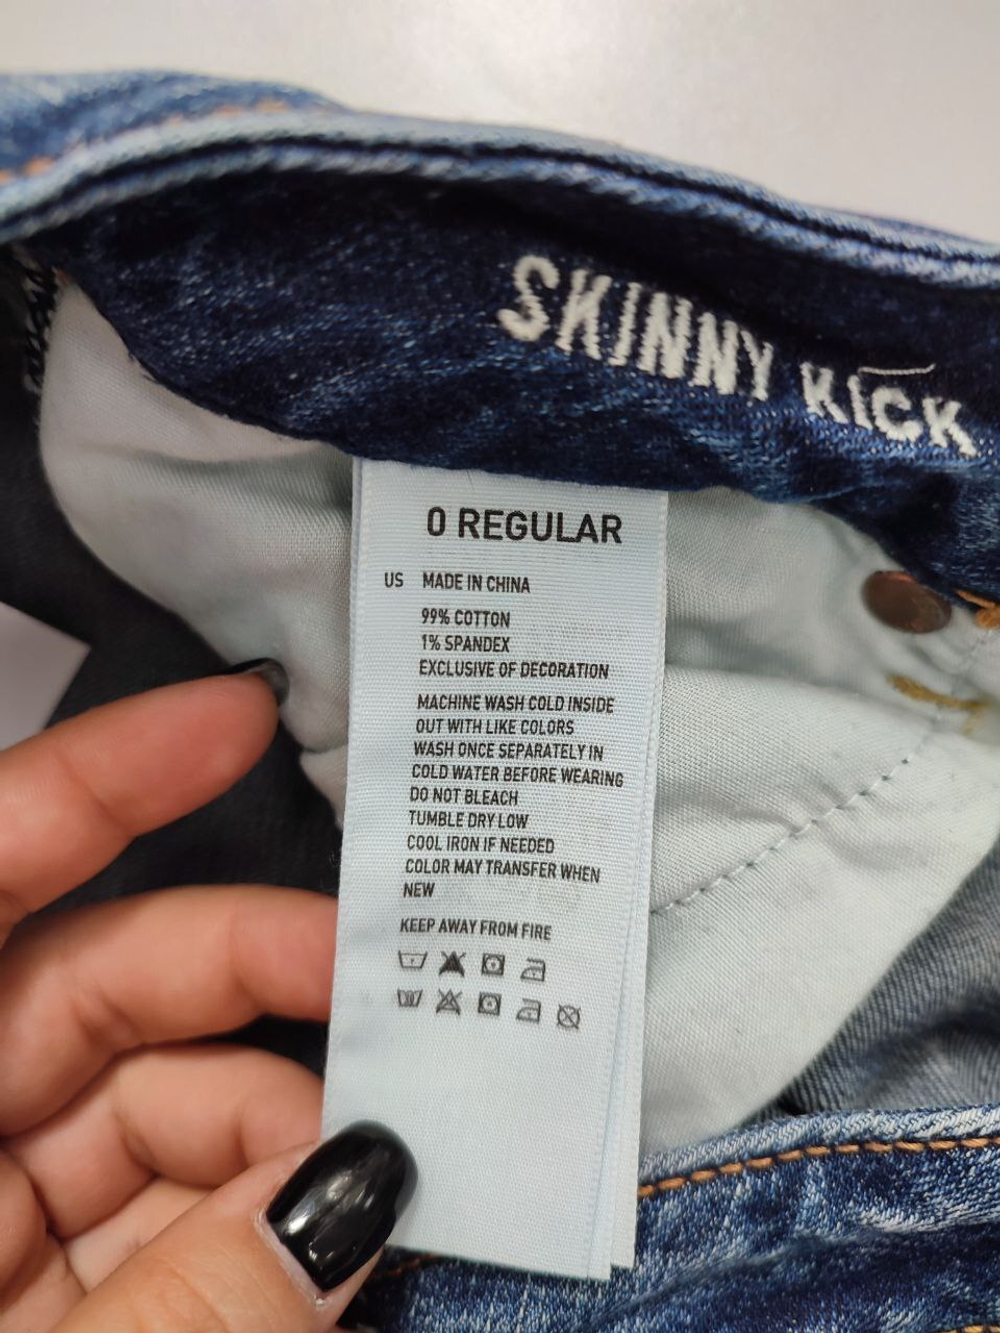 SKINNY KICK
0 REGULAR
US MADE IN CHINA
99% COTTON
1% SPANDEX
EXCLUSIVE OF DECORATION
MACHINE WASH COLD INSIDE
OUT WITH LIKE COLORS
WASH ONCE SEPARATELY IN
COLD WATER BEFORE WEARING
DO NOT BLEACH
TUMBLE DRY LOW
COOL IRON IF NEEDED
COLOR MAY TRANSFER WHEN
NEW
KEEP AWAY FROM FIRE